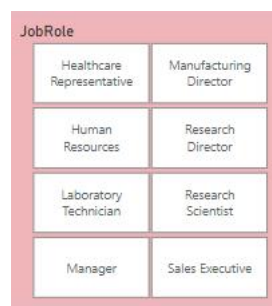 JobRole
Healthcare
Representative
Manufacturing
Director
Human
Resources
Research
Director
Laboratory
Technician
Research
Scientist
Manager
Sales Executive